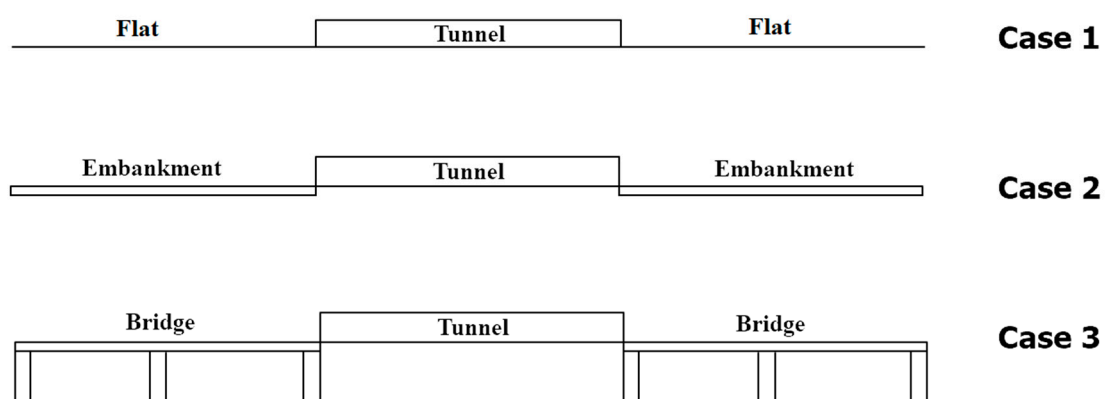 Flat Tunnel Flat Case 1
Embankment Tunnel Embankment Case 2
Bridge Tunnel Bridge Case 3